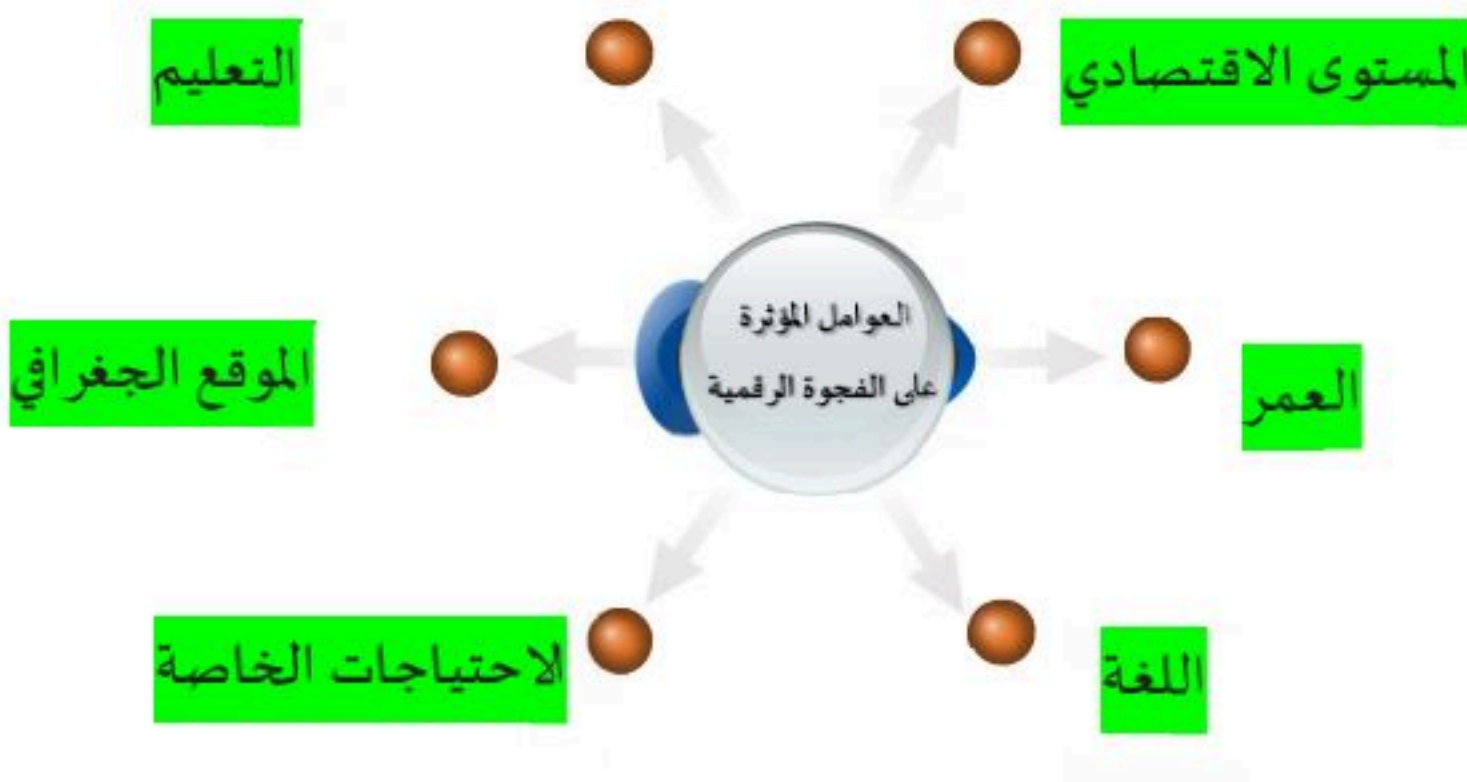 المستوى الاقتصادي
التعليم
العوامل المؤثرة
على الفجوة الرقمية
العمر
الموقع الجغرافي
اللغة
الاحتياجات الخاصة